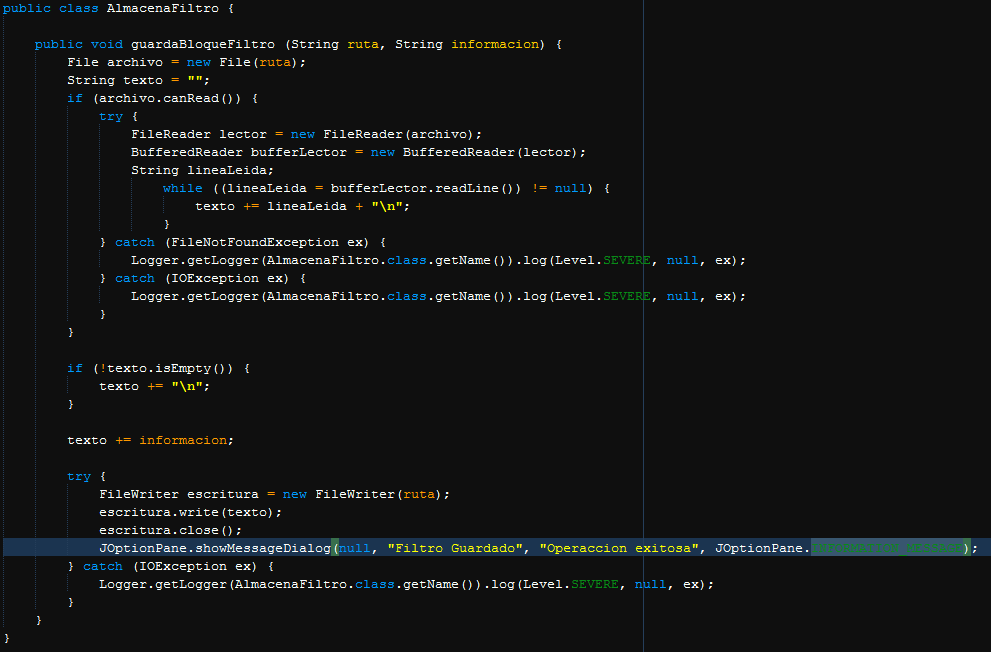 public class AlmacenaFiltro {
public void guardaBloqueFiltro (String ruta, String informacion) {
File archivo = new File(ruta);
String texto = "";
if (archivo.canRead()) {
try {
FileReader lector = new FileReader(archivo);
BufferedReader bufferLector = new BufferedReader(lector);
String lineaLeida;
while ((lineaLeida = bufferLector.readLine()) != null) {
texto += lineaLeida + "\n";
}
} catch (FileNotFoundException ex) {
Logger.getLogger(AlmacenaFiltro.class.getName()).log(Level.SEVERE, null, ex);
} catch (IOException ex) {
Logger.getLogger(AlmacenaFiltro.class.getName()).log(Level.SEVERE, null, ex);
}
}
if (!texto.isEmpty()) {
texto += "\n";
}
texto += informacion;
try {
FileWriter escritura = new FileWriter(ruta);
escritura.write(texto);
escritura.close();
JOptionPane.showMessageDialog(null, "Filtro Guardado", "Operaccion exitosa", JOptionPane.INFORMATION_MESSAGE);
} catch (IOException ex) {
Logger.getLogger(AlmacenaFiltro.class.getName()).log(Level.SEVERE, null, ex);
}
}
}